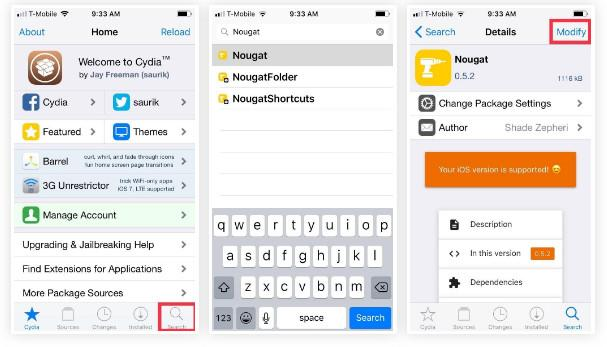 T-Mobile 9:33 AM
About Home Reload
Welcome to Cydia™
by Jay Freeman (saurik)
Cydia
saurik
Featured
Themes
Barrel
curl, whirl, and fade through icons
fun home screen page transitions
3G Unrestrictor
trick WiFi-only apps
iOS 7, LTE supported
Manage Account
Upgrading & Jailbreaking Help
Find Extensions for Applications
More Package Sources
Cydia Sources Changes Installed Search
T-Mobile 9:33 AM
Nougat
Nougat
NougatFolder
NougatShortcuts
q w e r t y u i o p
a s d f g h j k l
z x c v b n m
123 space Search
T-Mobile 9:33 AM
Search Details Modify
Nougat
0.5.2
1116 kB
Change Package Settings
Author Shade Zepheri
Your iOS version is supported! 😄
Description
In this version 0.5.2
Dependencies
Cydia Sources Changes Installed Search